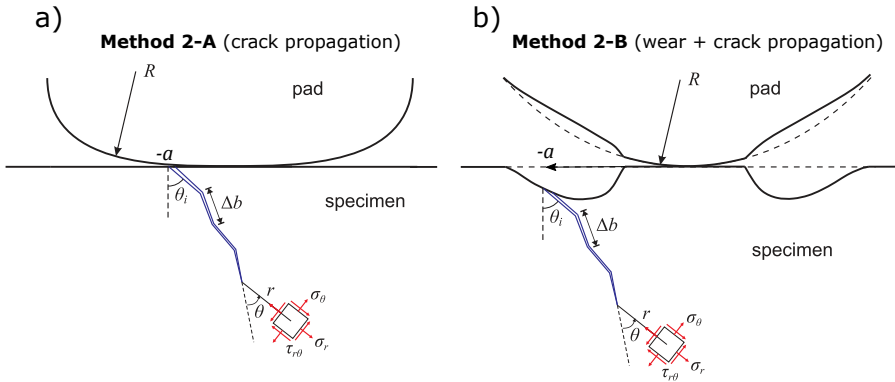 a)
Method 2-A (crack propagation)
R
pad
-a
θi
Δb
specimen
r
θ
σθ
σr
τrθ
b)
Method 2-B (wear + crack propagation)
R
pad
-a
θi
Δb
specimen
r
θ
σθ
σr
τrθ